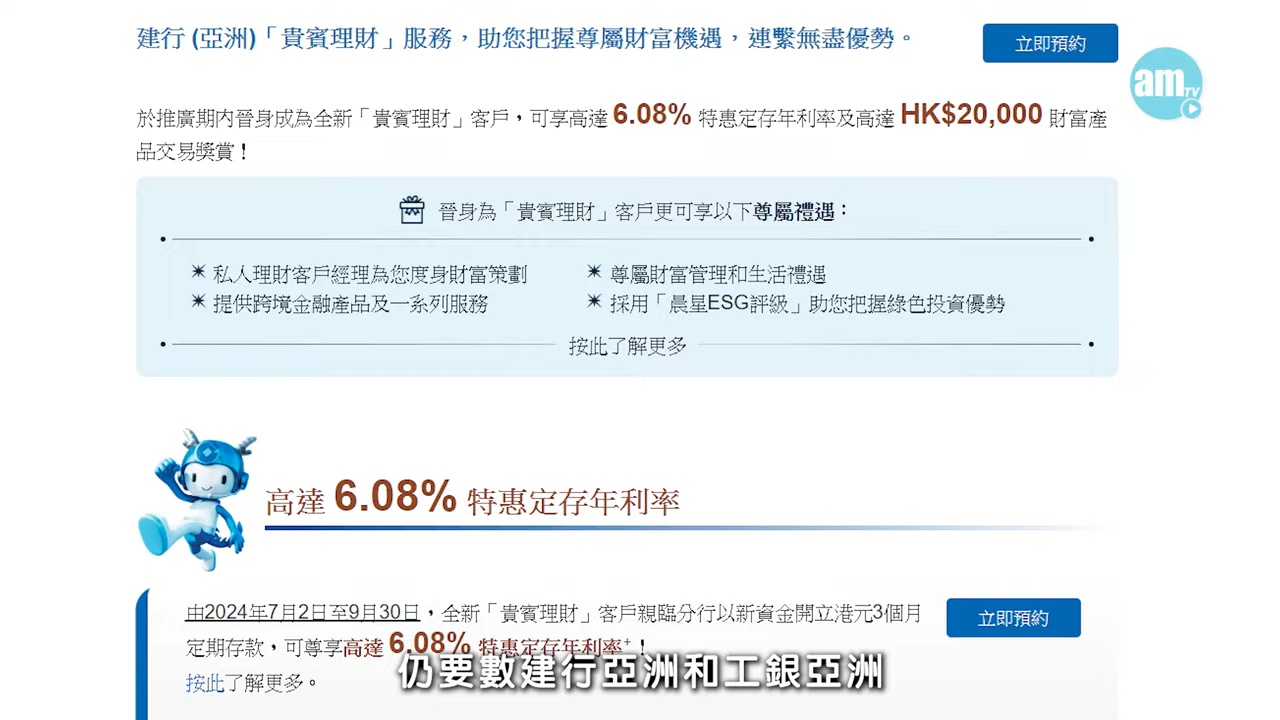 建行 (亞洲)「貴賓理財」服務，助您把握尊屬財富機遇，連繫無盡優勢。
立即預約
am TV
於推廣期内晉身成為全新「貴賓理財」客戶，可享高達 6.08% 特惠定存年利率及高達 HK$20,000 財富產
品交易獎賞！
晉身為「貴賓理財」客戶更可享以下尊屬禮遇：
✴ 私人理財客戶經理為您度身財富策劃
✴ 尊屬財富管理和生活禮遇
✴ 提供跨境金融產品及一系列服務
✴ 採用「晨星ESG評級」助您把握綠色投資優勢
按此了解更多
高達 6.08% 特惠定存年利率
由2024年7月2日至9月30日，全新「貴賓理財」客戶親臨分行以新資金開立港元3個月
定期存款，可尊享高達 6.08% 特惠定存年利率+！
立即預約
按此了解更多。
仍要數建行亞洲和工銀亞洲